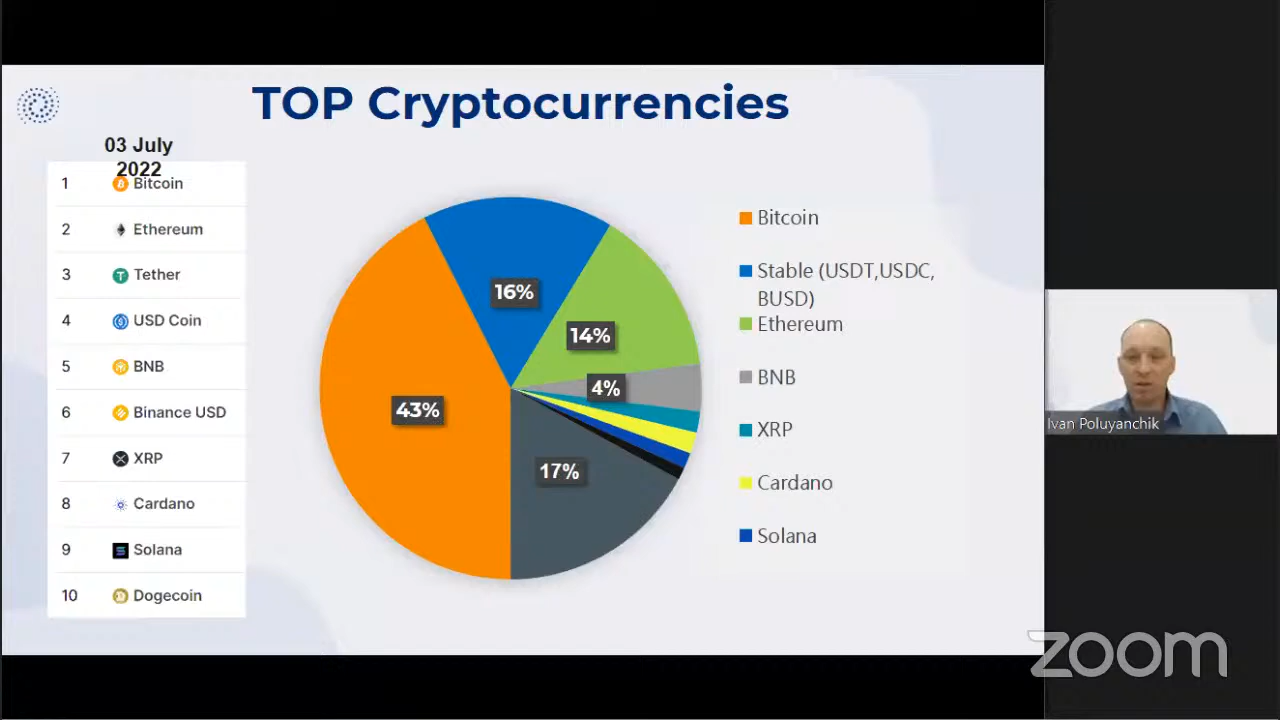 TOP Cryptocurrencies
03 July
2022
1 Bitcoin
2 Ethereum
3 Tether
4 USD Coin
5 BNB
6 Binance USD
7 XRP
8 Cardano
9 Solana
10 Dogecoin
16%
14%
4%
43%
17%
Bitcoin
Stable (USDT,USDC,
BUSD)
Ethereum
BNB
XRP
Cardano
Solana
Ivan Poluyanchik
zoom